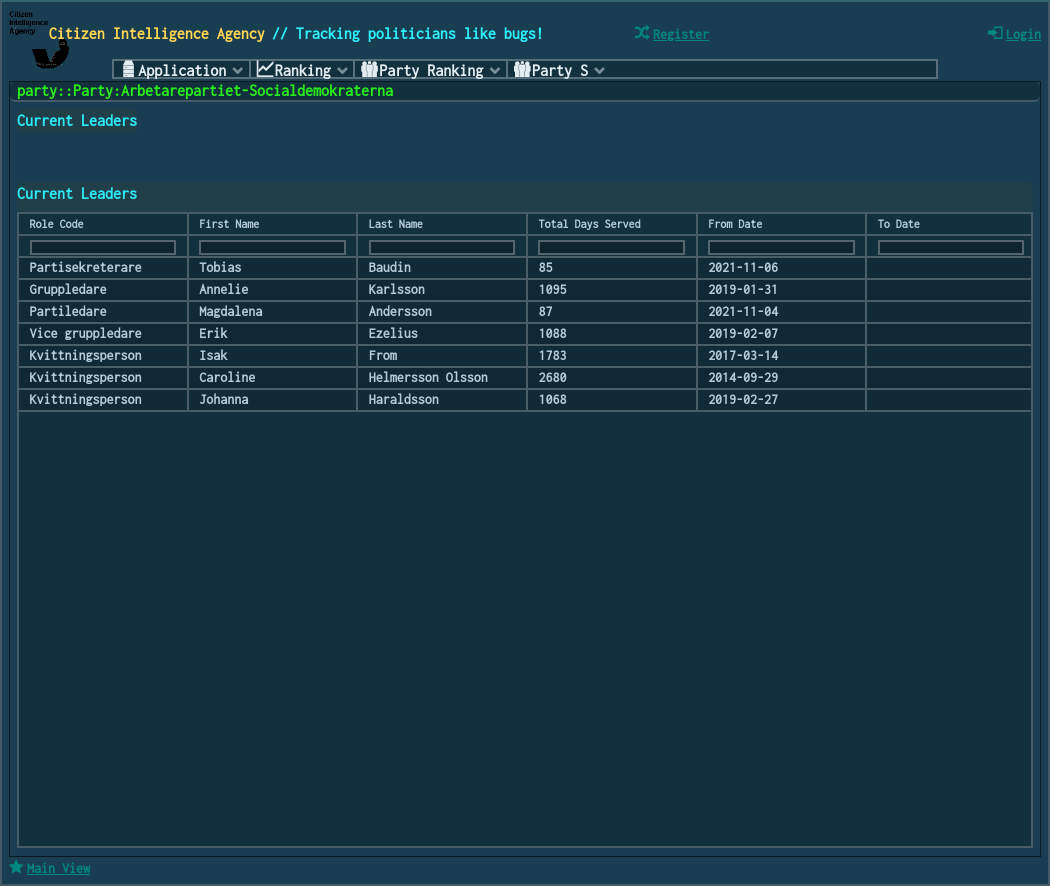 Citizen
Intelligence
Agency
Citizen Intelligence Agency // Tracking politicians like bugs!
Register
Login
Application Ranking Party Ranking Party S
party::Party:Arbetarepartiet-Socialdemokraterna
Current Leaders
Current Leaders
Role Code First Name Last Name Total Days Served From Date To Date
Partisekreterare Tobias Baudin 85 2021-11-06
Gruppledare Annelie Karlsson 1095 2019-01-31
Partiledare Magdalena Andersson 87 2021-11-04
Vice gruppledare Erik Ezelius 1088 2019-02-07
Kvittningsperson Isak From 1783 2017-03-14
Kvittningsperson Caroline Helmersson Olsson 2680 2014-09-29
Kvittningsperson Johanna Haraldsson 1068 2019-02-27
Main View